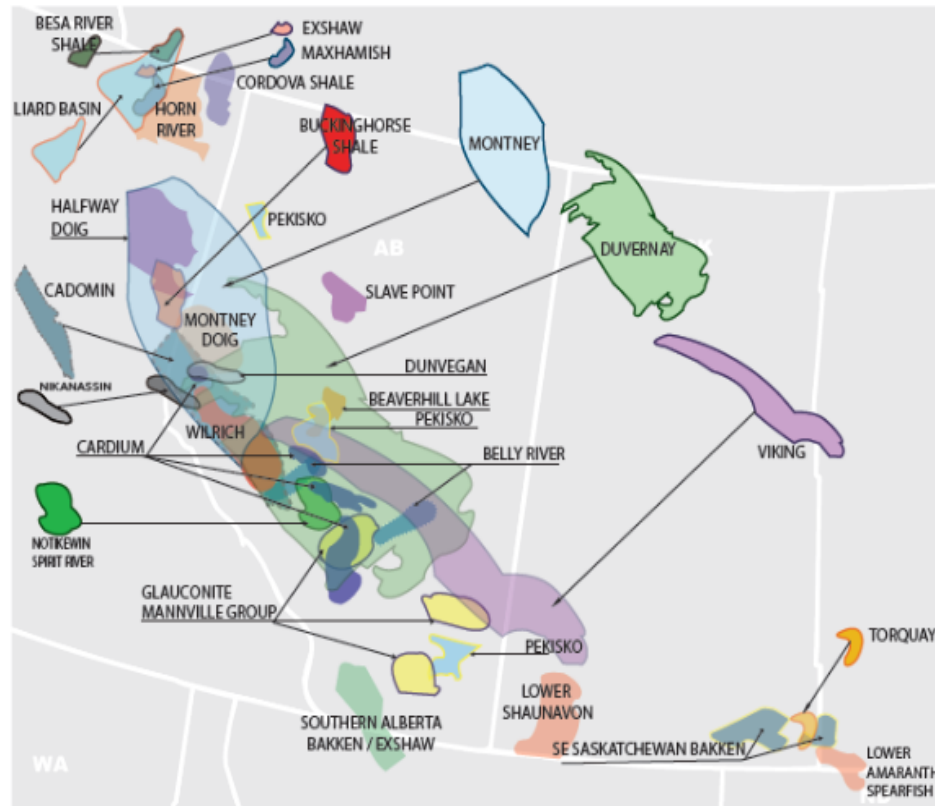 BESA RIVER
SHALE
EXSHAW
MAXHAMISH
CORDOVA SHALE
LIARD BASIN
HORN
RIVER
BUCKINGHORSE
SHALE
MONTNEY
HALFWAY
DOIG
PEKISKO
AB
DUVERNAY
K
CADOMIN
SLAVE POINT
MONTNEY
DOIG
DUNVEGAN
NIKANASSIN
BEAVERHILL LAKE
PEKISKO
WILRICH
CARDIUM
BELLY RIVER
VIKING
NOTIKEWIN
SPIRIT RIVER
GLAUCONITE
MANNVILLE GROUP
PEKISKO
TORQUAY
LOWER
SHAUNAVON
SOUTHERN ALBERTA
BAKKEN / EXSHAW
SE SASKATCHEWAN BAKKEN
WA
LOWER
AMARANTH
SPEARFISH